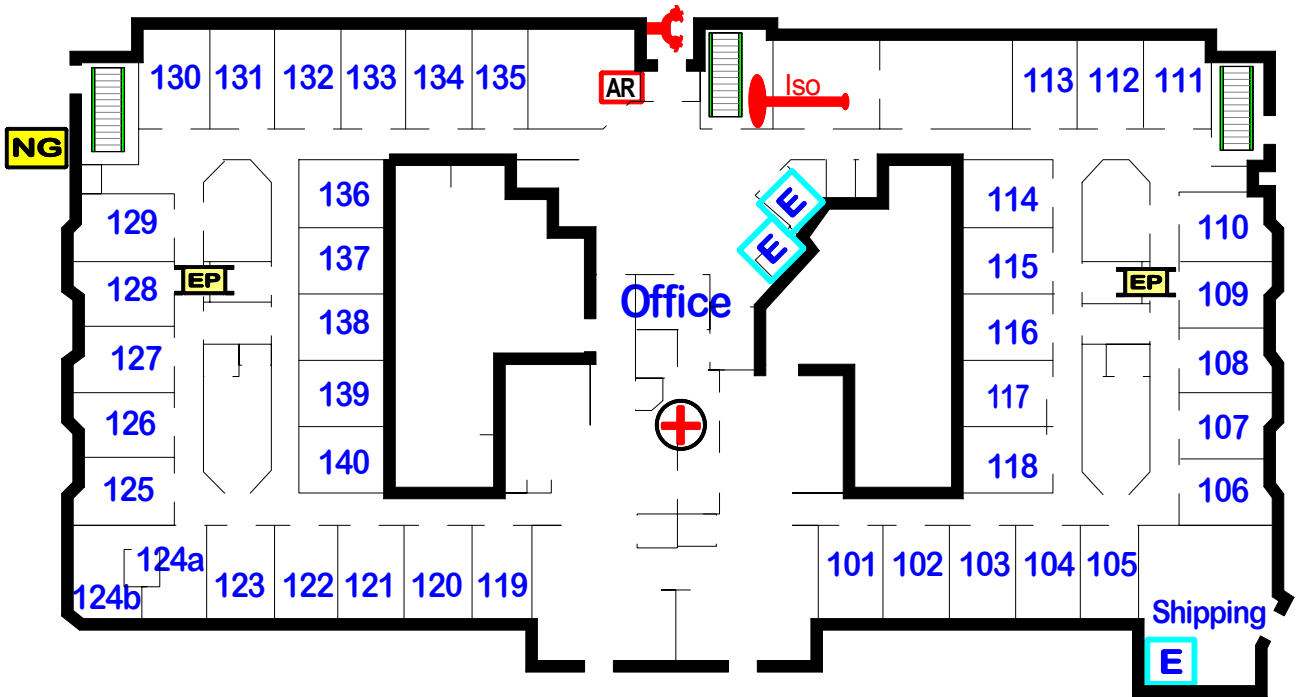 130 131 132 133 134 135 AR Iso 113 112 111
NG
136 E 114
129 110
137 E 115
128 EP EP 109
138 Office 116
127 108
139 117
126 107
140 118
125 106
124a 101 102 103 104 105
123 122 121 120 119
124b
Shipping
E